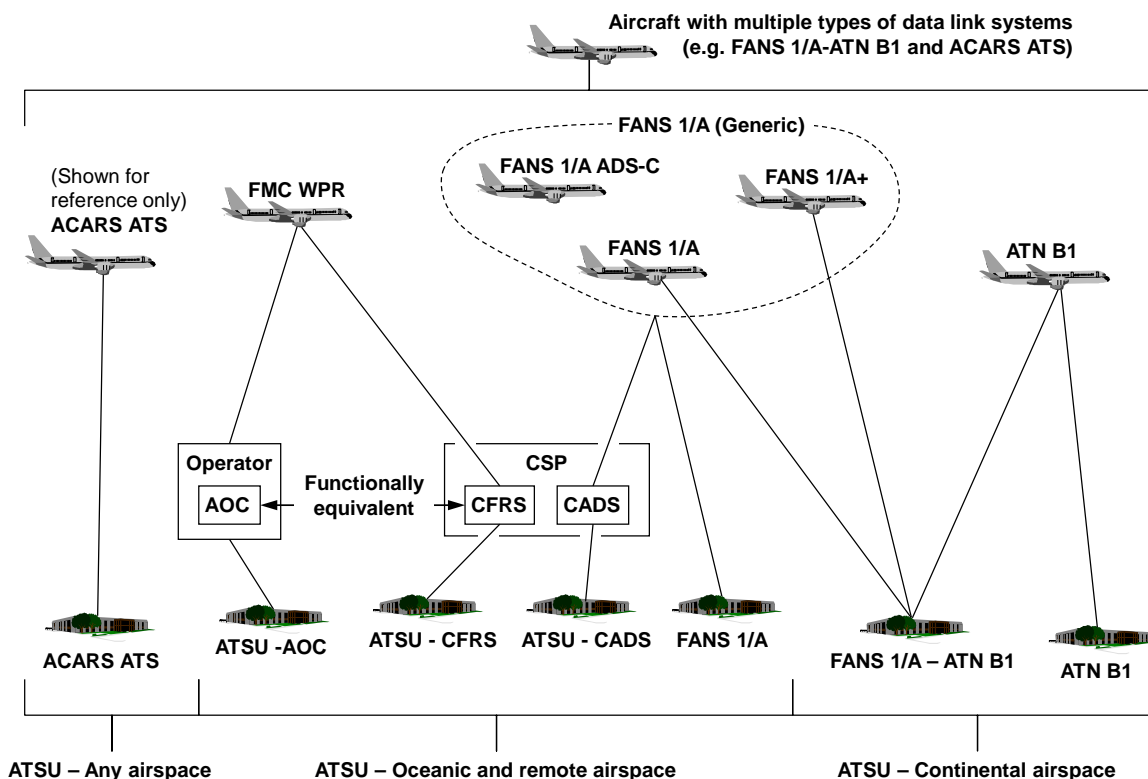 Aircraft with multiple types of data link systems
(e.g. FANS 1/A-ATN B1 and ACARS ATS)
FANS 1/A (Generic)
FANS 1/A ADS-C
FANS 1/A+
(Shown for
reference only)
ACARS ATS
FMC WPR
FANS 1/A
ATN B1
Operator
AOC
Functionally
equivalent
CSP
CFRS
CADS
ACARS ATS
ATSU -AOC
ATSU - CFRS
ATSU - CADS
FANS 1/A
FANS 1/A – ATN B1
ATN B1
ATSU – Any airspace
ATSU – Oceanic and remote airspace
ATSU – Continental airspace